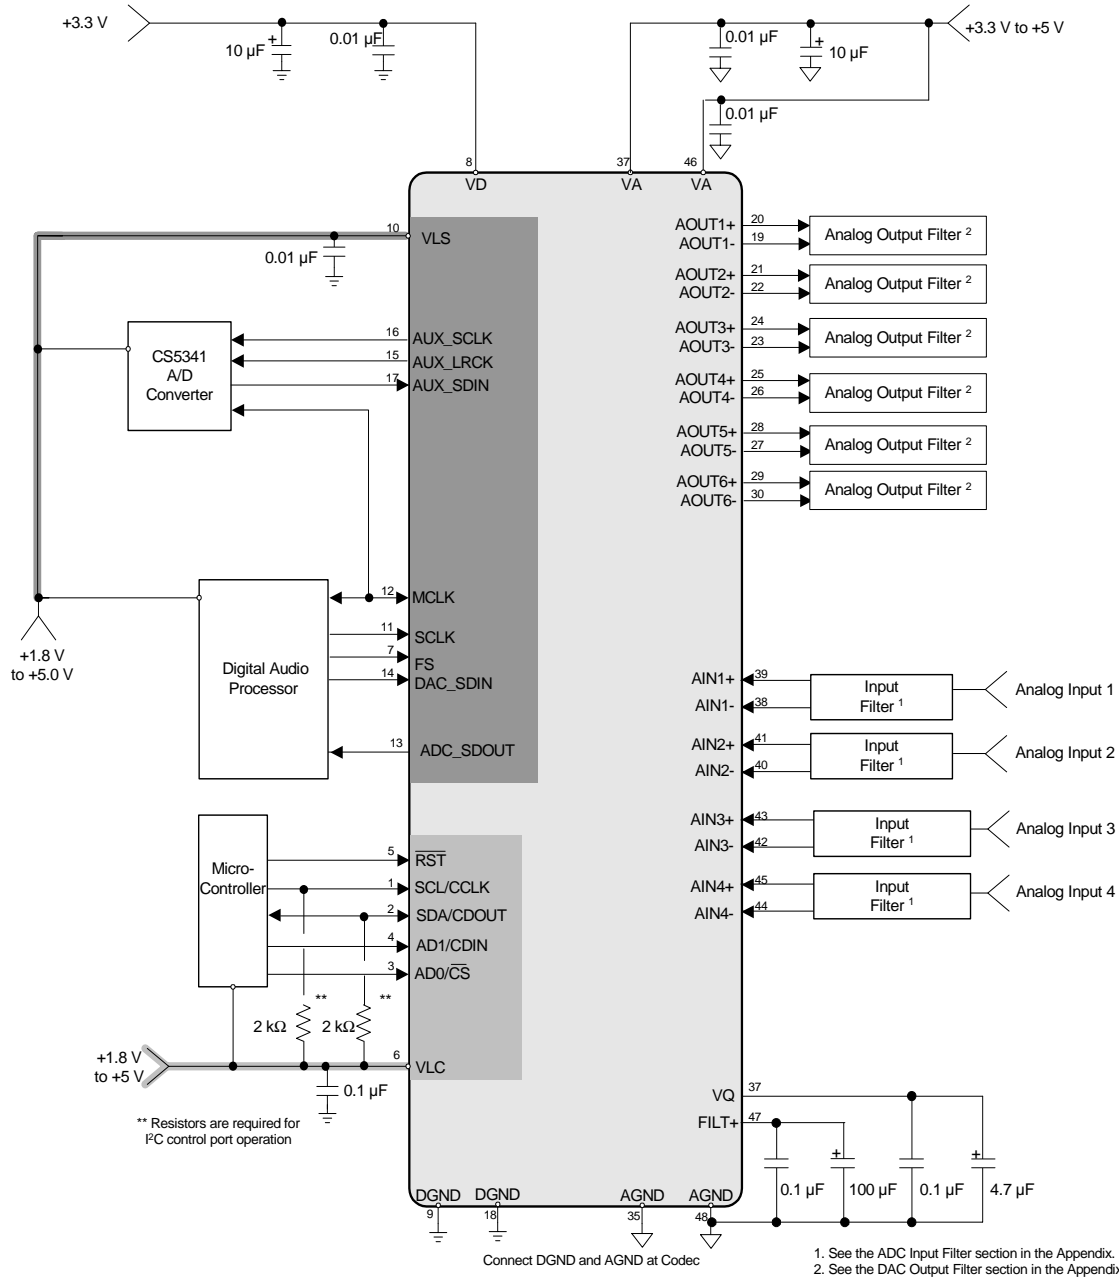 +3.3 V
10 µF
+
0.01 µF
0.01 µF
+
10 µF
+3.3 V to +5 V
0.01 µF
8
VD
37
VA
46
VA
10
VLS
0.01 µF
CS5341
A/D
Converter
16
AUX_SCLK
15
AUX_LRCK
17
AUX_SDIN
AOUT1+
20
AOUT1-
19
Analog Output Filter 2
AOUT2+
21
AOUT2-
22
Analog Output Filter 2
AOUT3+
24
AOUT3-
23
Analog Output Filter 2
AOUT4+
25
AOUT4-
26
Analog Output Filter 2
AOUT5+
28
AOUT5-
27
Analog Output Filter 2
AOUT6+
29
AOUT6-
30
Analog Output Filter 2
+1.8 V
to +5.0 V
Digital Audio
Processor
12
MCLK
11
SCLK
7
FS
14
DAC_SDIN
13
ADC_SDOUT
AIN1+
39
AIN1-
38
Input
Filter 1
Analog Input 1
AIN2+
41
AIN2-
40
Input
Filter 1
Analog Input 2
AIN3+
43
AIN3-
42
Input
Filter 1
Analog Input 3
AIN4+
45
AIN4-
44
Input
Filter 1
Analog Input 4
Micro-
Controller
5
RST
1
SCL/CCLK
2
SDA/CDOUT
4
AD1/CDIN
3
AD0/CS
**
**
2 kΩ
2 kΩ
+1.8 V
to +5 V
6
VLC
0.1 µF
** Resistors are required for
I2C control port operation
VQ
37
FILT+
47
0.1 µF
+
100 µF
0.1 µF
+
4.7 µF
DGND
9
DGND
18
AGND
35
AGND
48
Connect DGND and AGND at Codec
1. See the ADC Input Filter section in the Appendix.
2. See the DAC Output Filter section in the Appendix